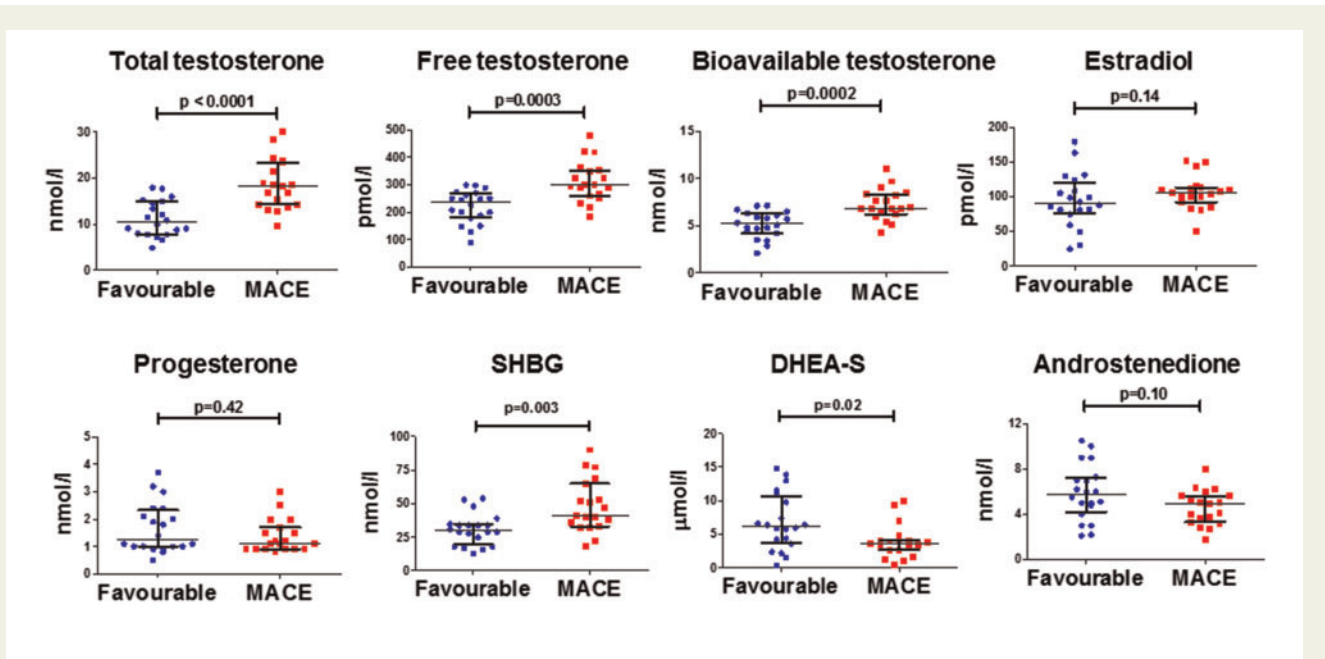 Total testosterone
p < 0.0001
nmol/l
30
20
10
0
Favourable MACE
Free testosterone
p=0.0003
pmol/l
500
400
300
200
100
0
Favourable MACE
Bioavailable testosterone
p=0.0002
nmol/l
15
10
5
0
Favourable MACE
Estradiol
p=0.14
pmol/l
200
150
100
50
0
Favourable MACE
Progesterone
p=0.42
nmol/l
5
4
3
2
1
0
Favourable MACE
SHBG
p=0.003
nmol/l
100
75
50
25
0
Favourable MACE
DHEA-S
p=0.02
µmol/l
20
15
10
5
0
Favourable MACE
Androstenedione
p=0.10
nmol/l
12
8
4
0
Favourable MACE